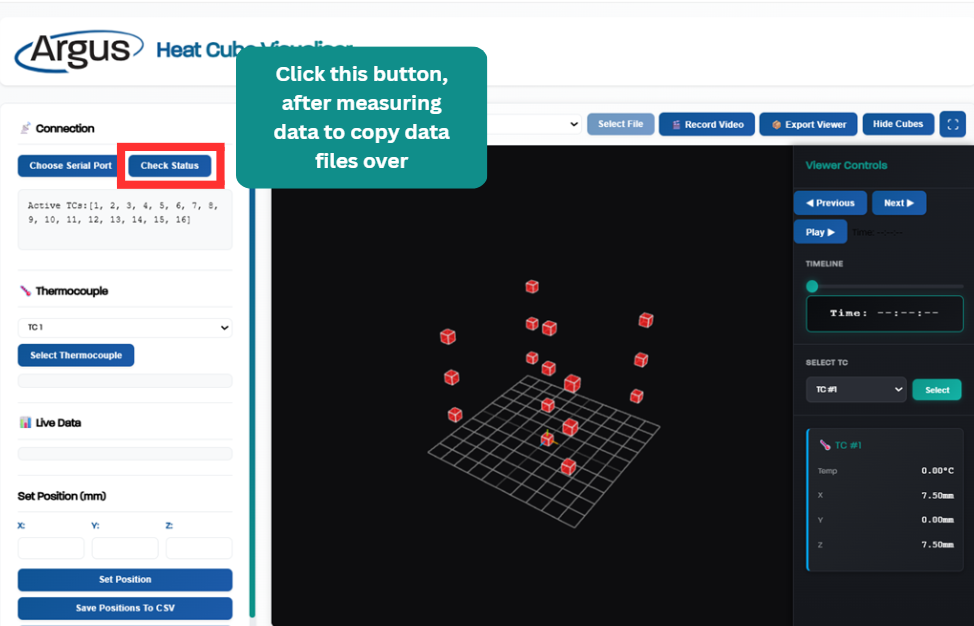 Argus
Heat Cube Visualiser
Click this button,
after measuring
data to copy data
files over
Connection
Choose Serial Port
Check Status
Active TCs:[1, 2, 3, 4, 5, 6, 7, 8,
9, 10, 11, 12, 13, 14, 15, 16]
Thermocouple
TC 1
Select Thermocouple
Live Data
Set Position (mm)
X:
Y:
Z:
Set Position
Save Positions To CSV
Select File
Record Video
Export Viewer
Hide Cubes
Viewer Controls
◀ Previous
Next ▶
Play ▶
Time: --:--:--
TIMELINE
Time: --:--:--
SELECT TC
TC #1
Select
TC #1
Temp
0.00°C
X
7.50mm
Y
0.00mm
Z
7.50mm